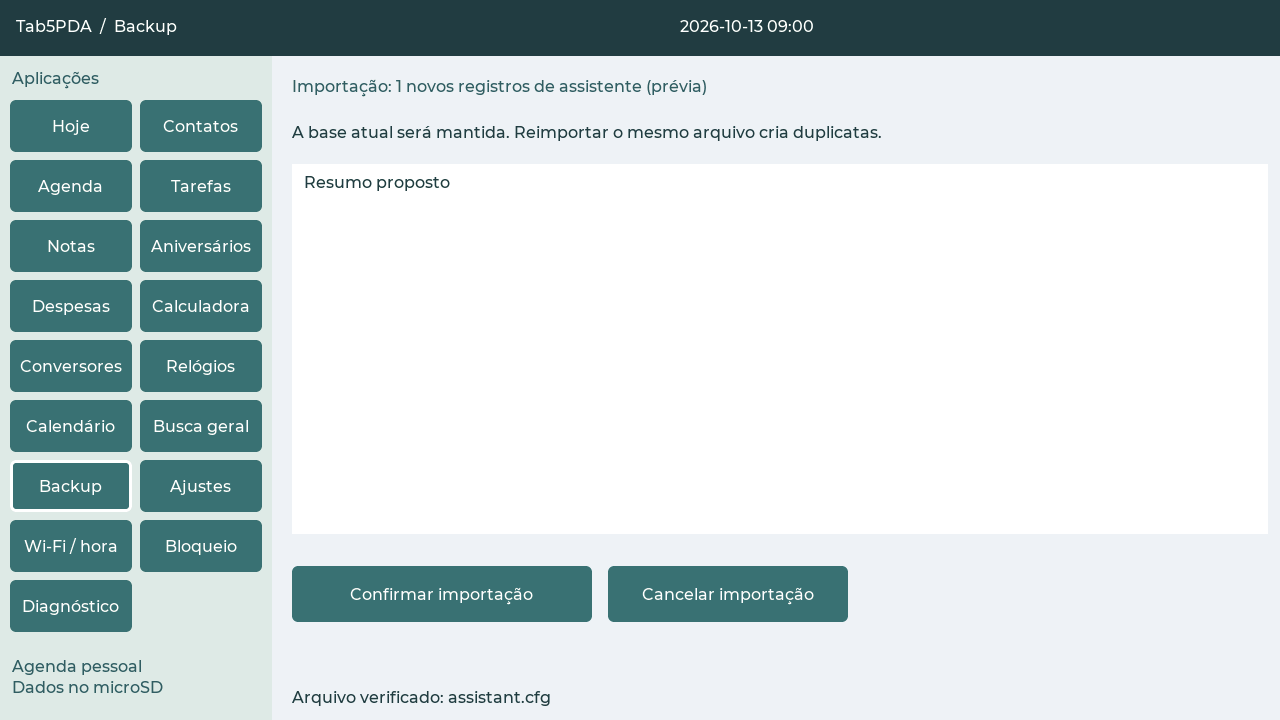 Tab5PDA / Backup
2026-10-13 09:00
Aplicações
Hoje
Contatos
Agenda
Tarefas
Notas
Aniversários
Despesas
Calculadora
Conversores
Relógios
Calendário
Busca geral
Backup
Ajustes
Wi-Fi / hora
Bloqueio
Diagnóstico
Agenda pessoal
Dados no microSD
Importação: 1 novos registros de assistente (prévia)
A base atual será mantida. Reimportar o mesmo arquivo cria duplicatas.
Resumo proposto
Confirmar importação
Cancelar importação
Arquivo verificado: assistant.cfg